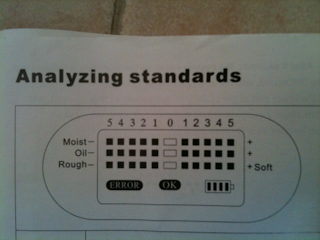 Analyzing standards
5 4 3 2 1 0 1 2 3 4 5
Moist− +
Oil− +
Rough− + Soft
ERROR OK